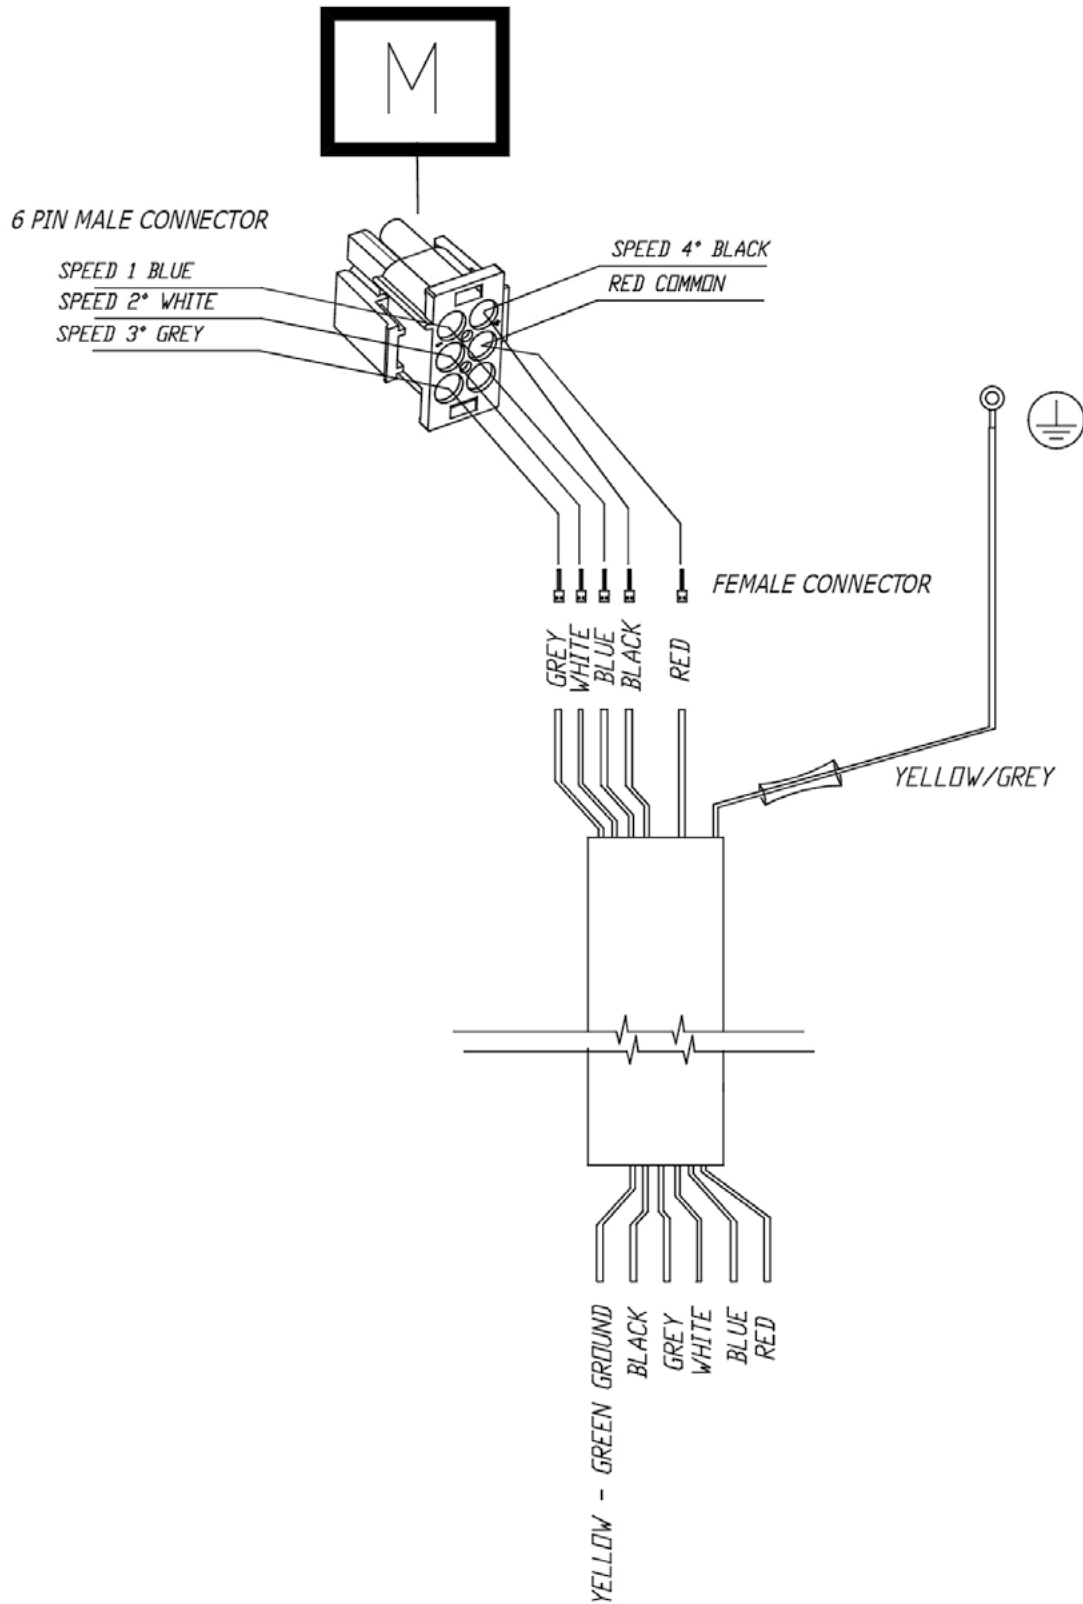 M
6 PIN MALE CONNECTOR
SPEED 1 BLUE
SPEED 2° WHITE
SPEED 3° GREY
SPEED 4° BLACK
RED COMMON
FEMALE CONNECTOR
GREY
WHITE
BLUE
BLACK
RED
YELLOW/GREY
YELLOW - GREEN GROUND
BLACK
GREY
WHITE
BLUE
RED